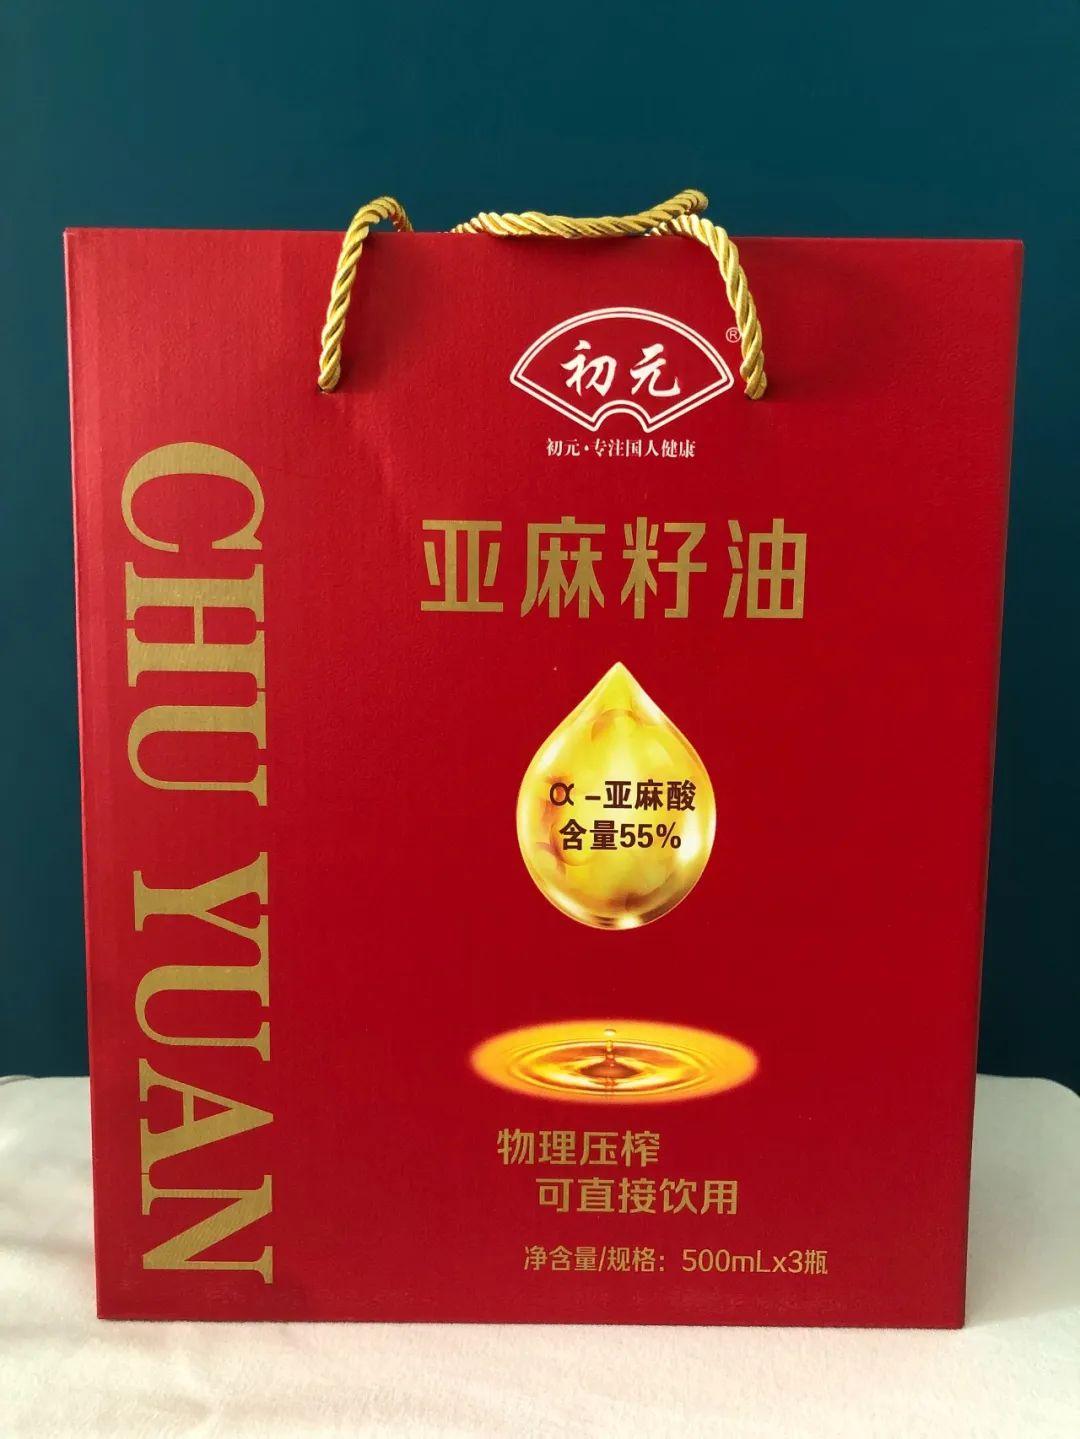 初元
®
初元·专注国人健康
CHU YUAN
亚麻籽油
α-亚麻酸
含量55%
物理压榨
可直接饮用
净含量/规格：500mLx3瓶